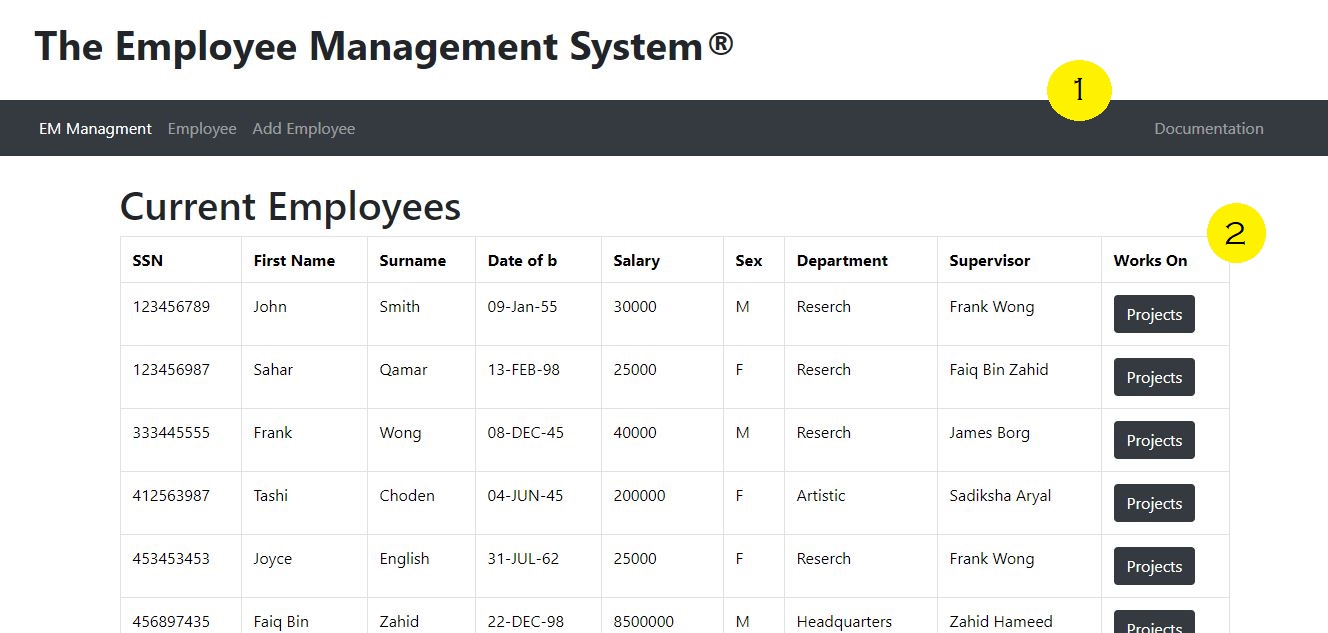 The Employee Management System®
1
EM Managment Employee Add Employee Documentation
Current Employees
2
SSN First Name Surname Date of b Salary Sex Department Supervisor Works On
123456789 John Smith 09-Jan-55 30000 M Reserch Frank Wong Projects
123456987 Sahar Qamar 13-FEB-98 25000 F Reserch Faiq Bin Zahid Projects
333445555 Frank Wong 08-DEC-45 40000 M Reserch James Borg Projects
412563987 Tashi Choden 04-JUN-45 200000 F Artistic Sadiksha Aryal Projects
453453453 Joyce English 31-JUL-62 25000 F Reserch Frank Wong Projects
456897435 Faiq Bin Zahid 22-DEC-98 8500000 M Headquarters Zahid Hameed Projects